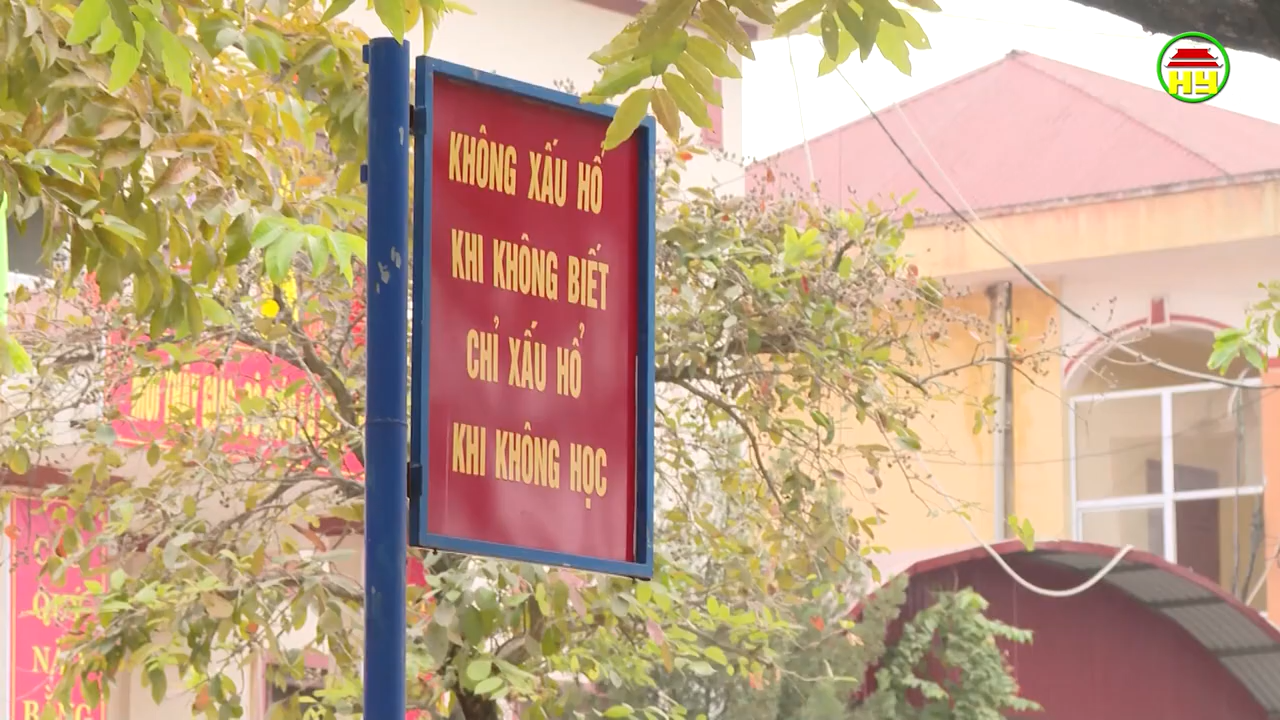 HY
KHÔNG XẤU HỔ
KHI KHÔNG BIẾT
CHỈ XẤU HỔ
KHI KHÔNG HỌC